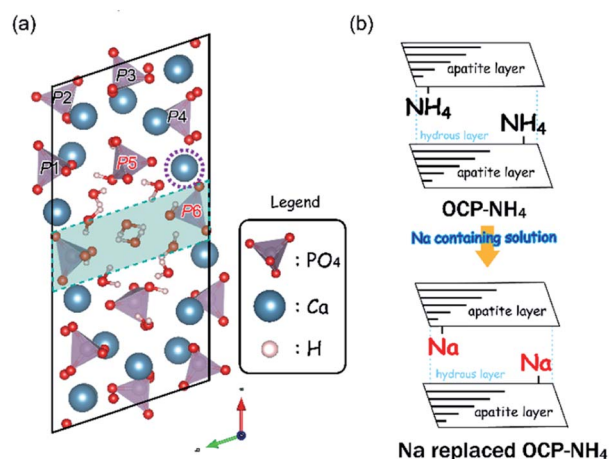 (a)
P3
P2
P4
P1
P5
P6
Legend
: PO4
: Ca
: H
(b)
apatite layer
NH4
NH4
hydrous layer
apatite layer
OCP-NH4
Na containing solution
apatite layer
Na
Na
hydrous layer
apatite layer
Na replaced OCP-NH4